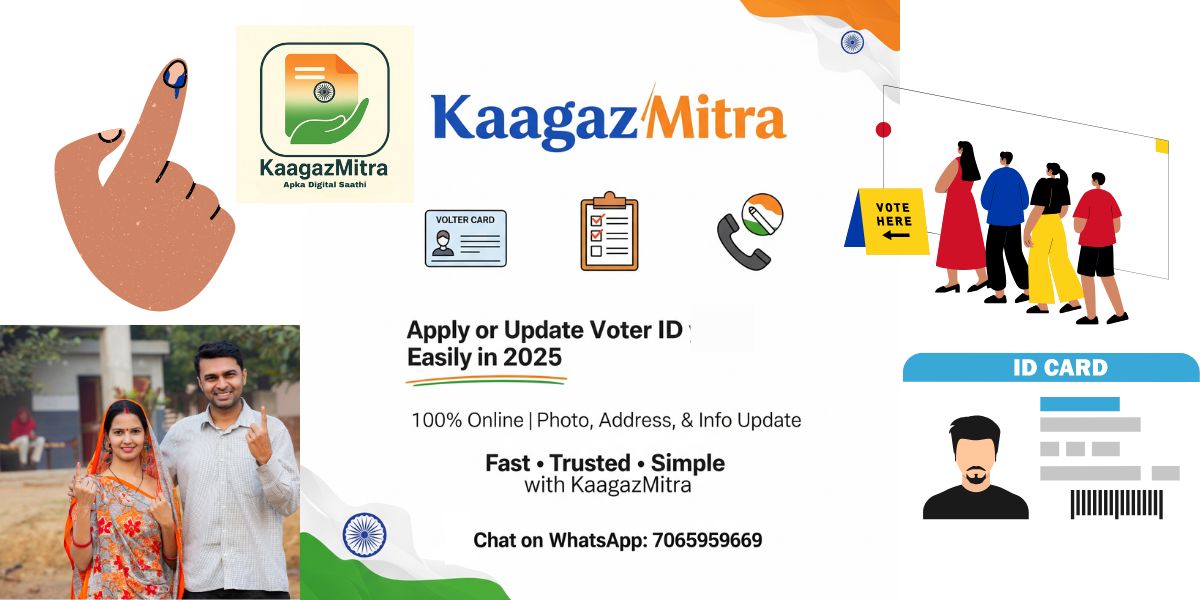 KaagazMitra
Apka Digital Saathi
KaagazMitra
VOLTER CARD
VOTE
HERE
Apply or Update Voter ID
Easily in 2025
100% Online | Photo, Address, & Info Update
Fast • Trusted • Simple
with KaagazMitra
Chat on WhatsApp: 7065959669
ID CARD